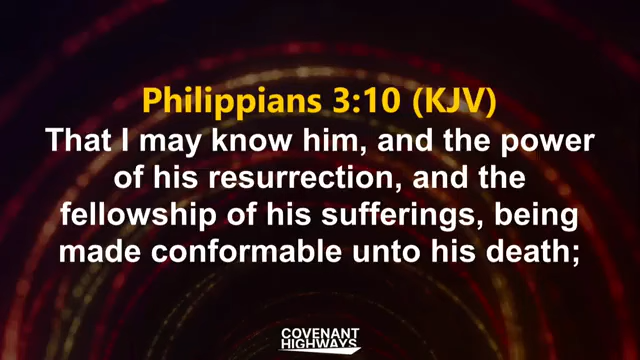 Philippians 3:10 (KJV)
That I may know him, and the power
of his resurrection, and the
fellowship of his sufferings, being
made conformable unto his death;
COVENANT
HIGHWAYS